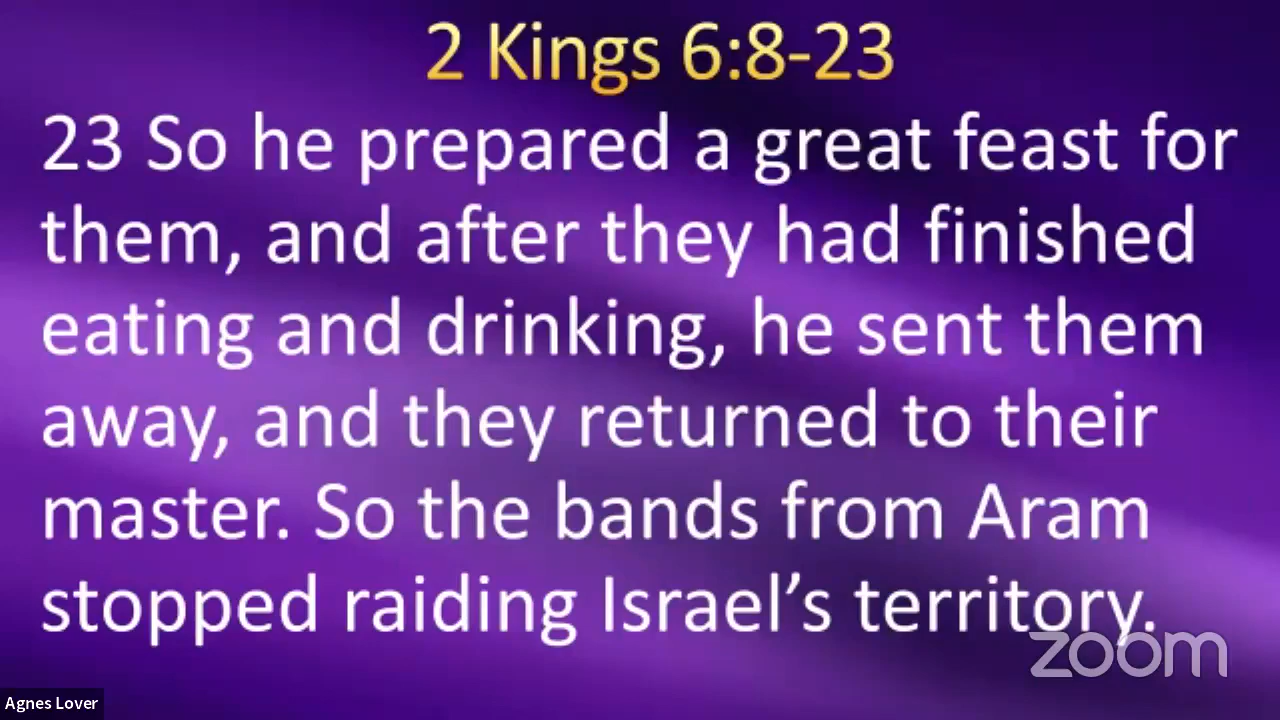 2 Kings 6:8-23
23 So he prepared a great feast for
them, and after they had finished
eating and drinking, he sent them
away, and they returned to their
master. So the bands from Aram
stopped raiding Israel’s territory.
zoom
Agnes Lover